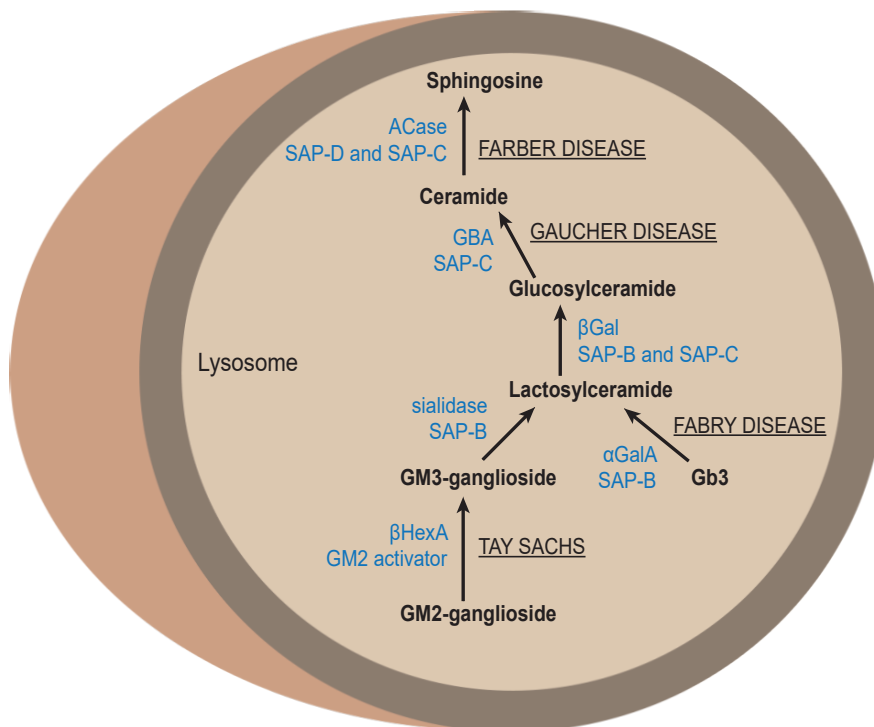 Sphingosine
ACase
SAP-D and SAP-C
FARBER DISEASE
Ceramide
GBA
SAP-C
GAUCHER DISEASE
Glucosylceramide
βGal
SAP-B and SAP-C
Lysosome
Lactosylceramide
sialidase
SAP-B
FABRY DISEASE
αGalA
SAP-B
GM3-ganglioside
Gb3
βHexA
GM2 activator
TAY SACHS
GM2-ganglioside